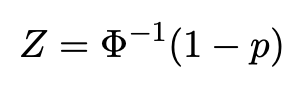 Z = Φ⁻¹(1 − p)